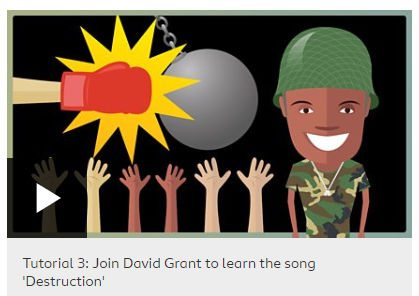 Tutorial 3: Join David Grant to learn the song
'Destruction'